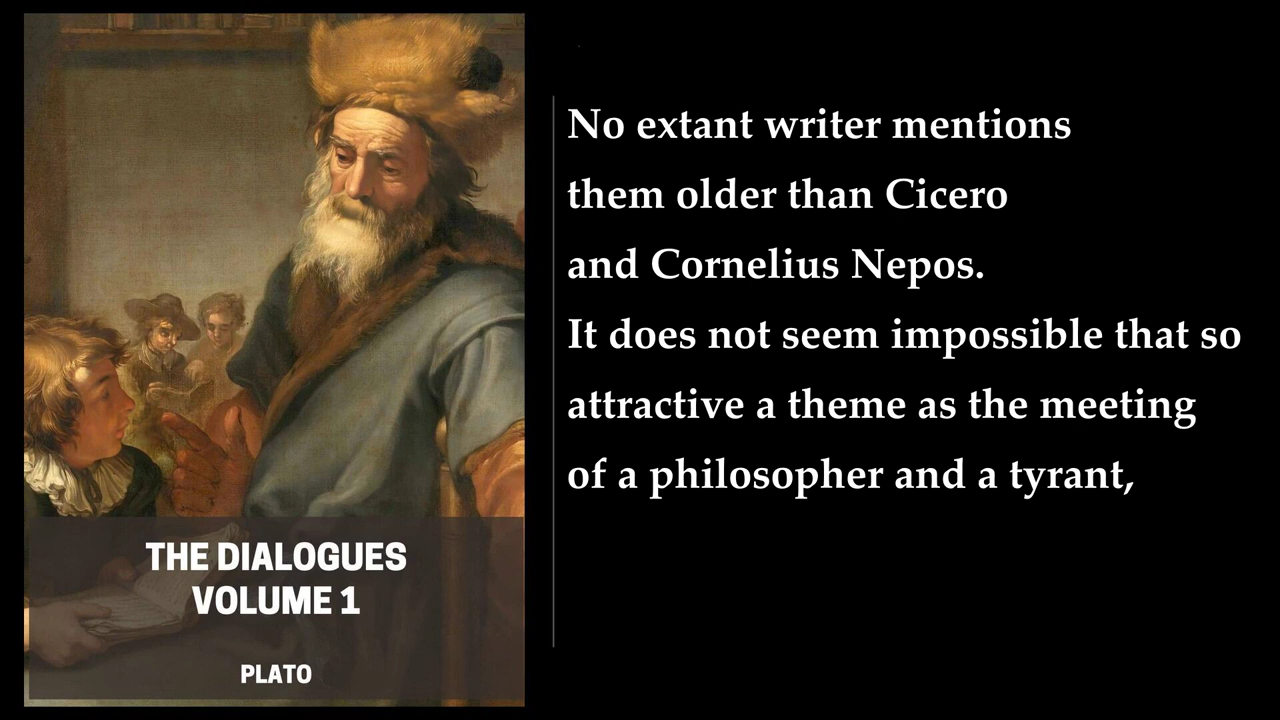 THE DIALOGUES
VOLUME 1
PLATO
No extant writer mentions
them older than Cicero
and Cornelius Nepos.
It does not seem impossible that so
attractive a theme as the meeting
of a philosopher and a tyrant,